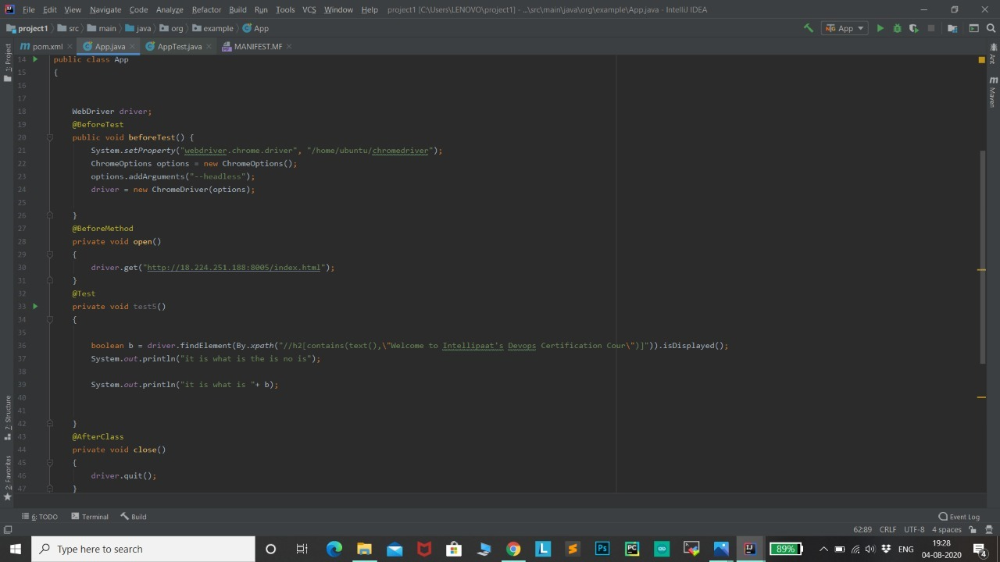 File Edit View Navigate Code Analyze Refactor Build Run Tools VCS Window Help project1 [C:\Users\LENOVO\project1] - ...\src\main\java\org\example\App.java - IntelliJ IDEA
project1 src main java org example App App
pom.xml App.java AppTest.java MANIFEST.MF
1: Project
Ant
Maven
14 public class App
15 {
16
17
18 WebDriver driver;
19 @BeforeTest
20 public void beforeTest() {
21 System.setProperty("webdriver.chrome.driver", "/home/ubuntu/chromedriver");
22 ChromeOptions options = new ChromeOptions();
23 options.addArguments("--headless");
24 driver = new ChromeDriver(options);
25
26 }
27 @BeforeMethod
28 private void open()
29 {
30 driver.get("http://18.224.251.188:8005/index.html");
31 }
32 @Test
33 private void test5()
34 {
35
36 boolean b = driver.findElement(By.xpath("//h2[contains(text(),\"Welcome to Intellipaat's Devops Certification Cour\")]")).isDisplayed();
37 System.out.println("it is what is the is no is");
38
39 System.out.println("it is what is "+ b);
40
41
42 }
43 @AfterClass
44 private void close()
45 {
46 driver.quit();
47 }
7: Structure
2: Favorites
6: TODO Terminal Build Event Log
62:89 CRLF UTF-8 4 spaces
Type here to search
89% ENG 19:28
04-08-2020 4